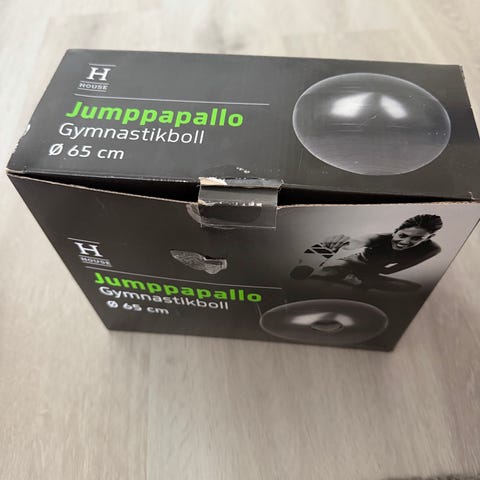 H
HOUSE
Jumppapallo
Gymnastikboll
Ø 65 cm
H
HOUSE
Jumppapallo
Gymnastikboll
Ø 65 cm